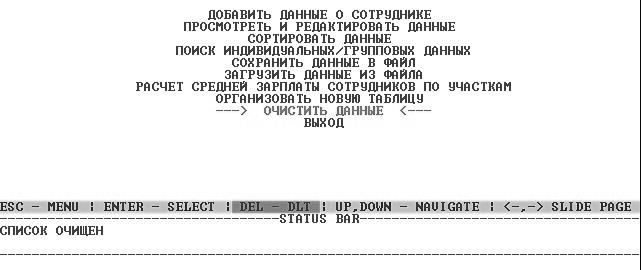 ДОБАВИТЬ ДАННЫЕ О СОТРУДНИКЕ
ПРОСМОТРЕТЬ И РЕДАКТИРОВАТЬ ДАННЫЕ
СОРТИРОВАТЬ ДАННЫЕ
ПОИСК ИНДИВИДУАЛЬНЫХ/ГРУППОВЫХ ДАННЫХ
СОХРАНИТЬ ДАННЫЕ В ФАЙЛ
ЗАГРУЗИТЬ ДАННЫЕ ИЗ ФАЙЛА
РАСЧЕТ СРЕДНЕЙ ЗАРПЛАТЫ СОТРУДНИКОВ ПО УЧАСТКАМ
ОРГАНИЗОВАТЬ НОВУЮ ТАБЛИЦУ
---> ОЧИСТИТЬ ДАННЫЕ <---
ВЫХОД
ESC - MENU ¦ ENTER - SELECT ¦ DEL - DLT ¦ UP,DOWN - NAVIGATE ¦ <-,-> SLIDE PAGE
STATUS BAR
СПИСОК ОЧИЩЕН